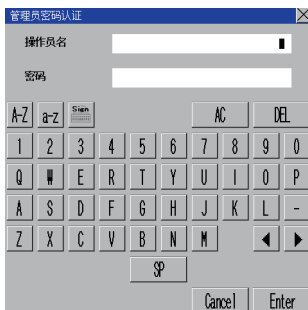 管理员密码认证
操作员名
密码
A-Z a-z Sign AC DEL
1 2 3 4 5 6 7 8 9 0
Q W E R T Y U I O P
A S D F G H J K L -
Z X C V B N M ◀ ▶
SP
Cancel Enter